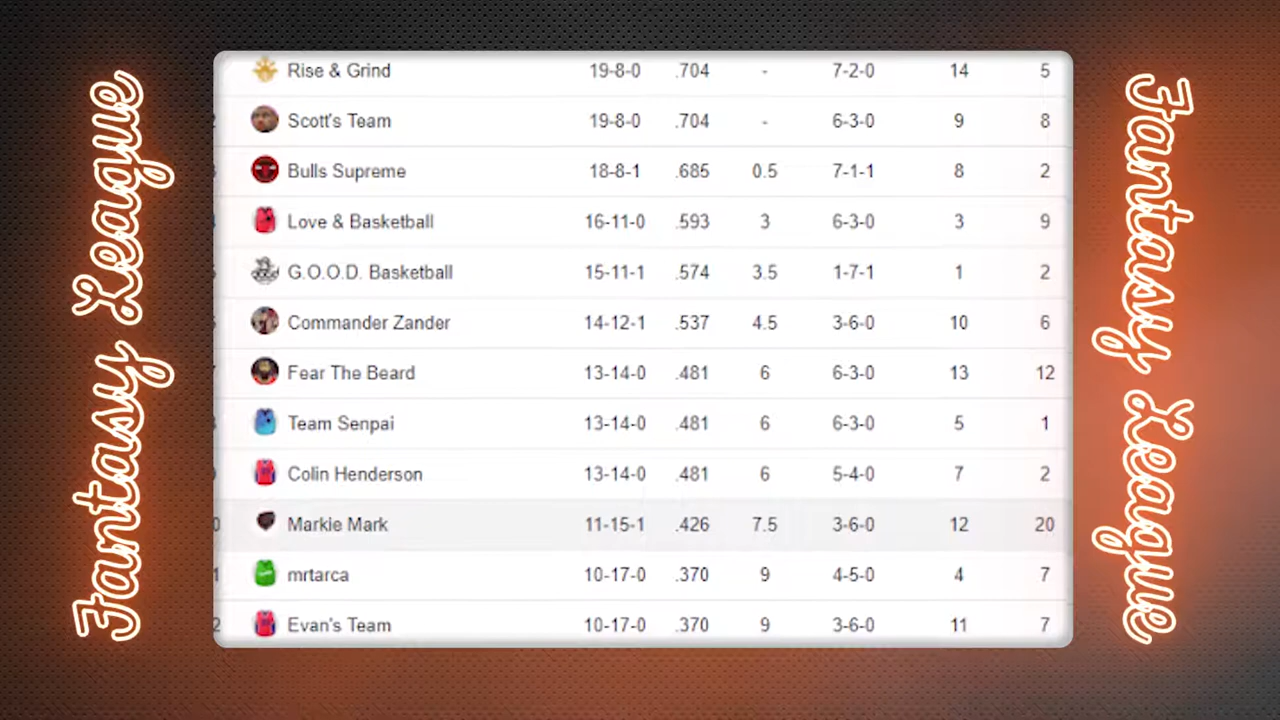 Fantasy League
Rise & Grind 19-8-0 .704 - 7-2-0 14 5
2 Scott's Team 19-8-0 .704 - 6-3-0 9 8
3 Bulls Supreme 18-8-1 .685 0.5 7-1-1 8 2
4 Love & Basketball 16-11-0 .593 3 6-3-0 3 9
G.O.O.D. Basketball 15-11-1 .574 3.5 1-7-1 1 2
Commander Zander 14-12-1 .537 4.5 3-6-0 10 6
7 Fear The Beard 13-14-0 .481 6 6-3-0 13 12
Team Senpai 13-14-0 .481 6 6-3-0 5 1
Colin Henderson 13-14-0 .481 6 5-4-0 7 2
0 Markie Mark 11-15-1 .426 7.5 3-6-0 12 20
1 mrtarca 10-17-0 .370 9 4-5-0 4 7
2 Evan's Team 10-17-0 .370 9 3-6-0 11 7
Fantasy League